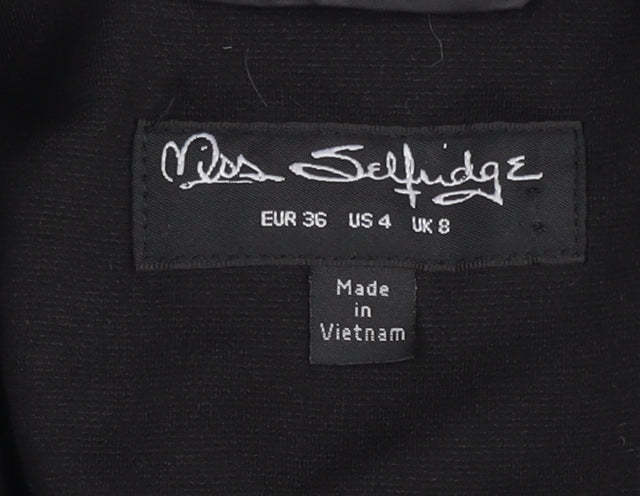 Miss Selfridge
EUR 36 US 4 UK 8
Made
in
Vietnam